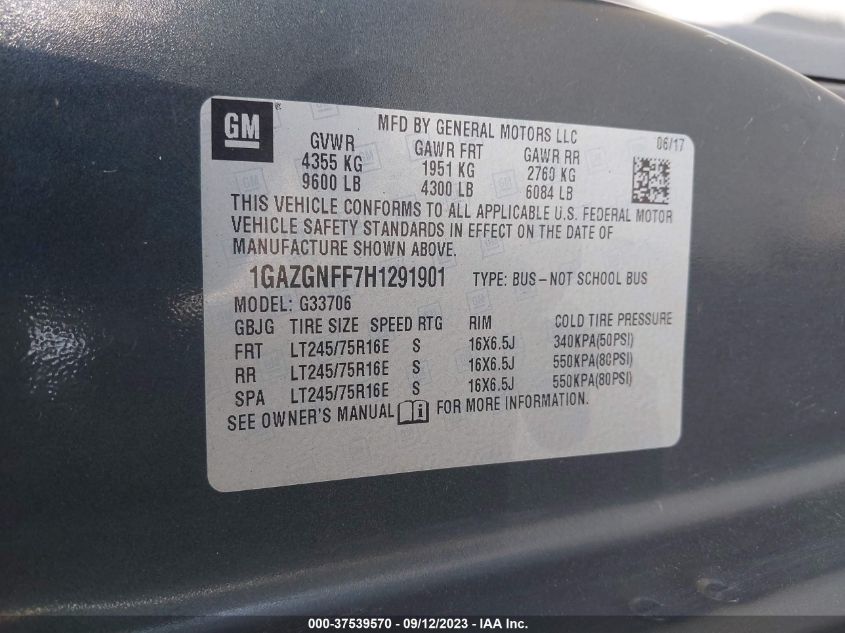 GM
MFD BY GENERAL MOTORS LLC
06/17
GVWR GAWR FRT GAWR RR
4355 KG 1951 KG 2760 KG
9600 LB 4300 LB 6084 LB
THIS VEHICLE CONFORMS TO ALL APPLICABLE U.S. FEDERAL MOTOR
VEHICLE SAFETY STANDARDS IN EFFECT ON THE DATE OF
MANUFACTURE SHOWN ABOVE.
1GAZGNFF7H1291901 TYPE: BUS-NOT SCHOOL BUS
MODEL: G33706
GBJG TIRE SIZE SPEED RTG RIM COLD TIRE PRESSURE
FRT LT245/75R16E S 16X6.5J 340KPA(50PSI)
RR LT245/75R16E S 16X6.5J 550KPA(80PSI)
SPA LT245/75R16E S 16X6.5J 550KPA(80PSI)
SEE OWNER'S MANUAL FOR MORE INFORMATION.
000-37539570 - 09/12/2023 - IAA Inc.